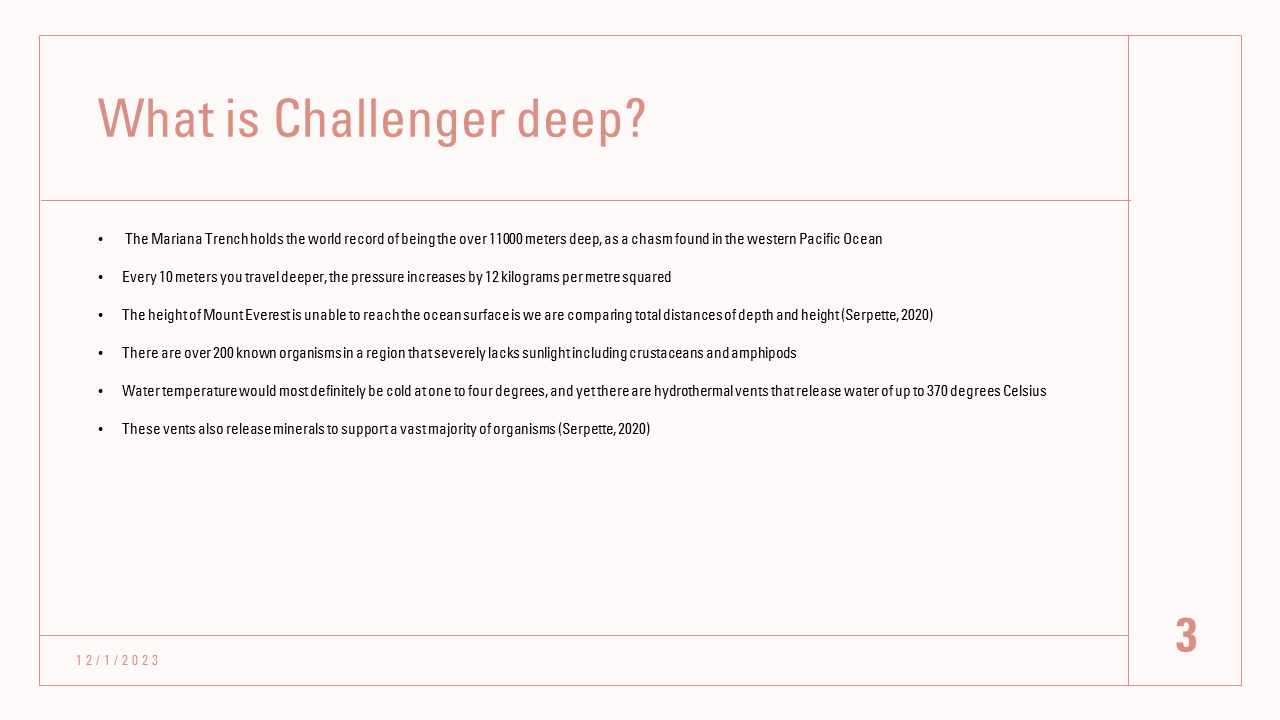 What is Challenger deep?
• The Mariana Trench holds the world record of being the over 11000 meters deep, as a chasm found in the western Pacific Ocean
• Every 10 meters you travel deeper, the pressure increases by 12 kilograms per metre squared
• The height of Mount Everest is unable to reach the ocean surface is we are comparing total distances of depth and height (Serpette, 2020)
• There are over 200 known organisms in a region that severely lacks sunlight including crustaceans and amphipods
• Water temperature would most definitely be cold at one to four degrees, and yet there are hydrothermal vents that release water of up to 370 degrees Celsius
• These vents also release minerals to support a vast majority of organisms (Serpette, 2020)
3
12/1/2023